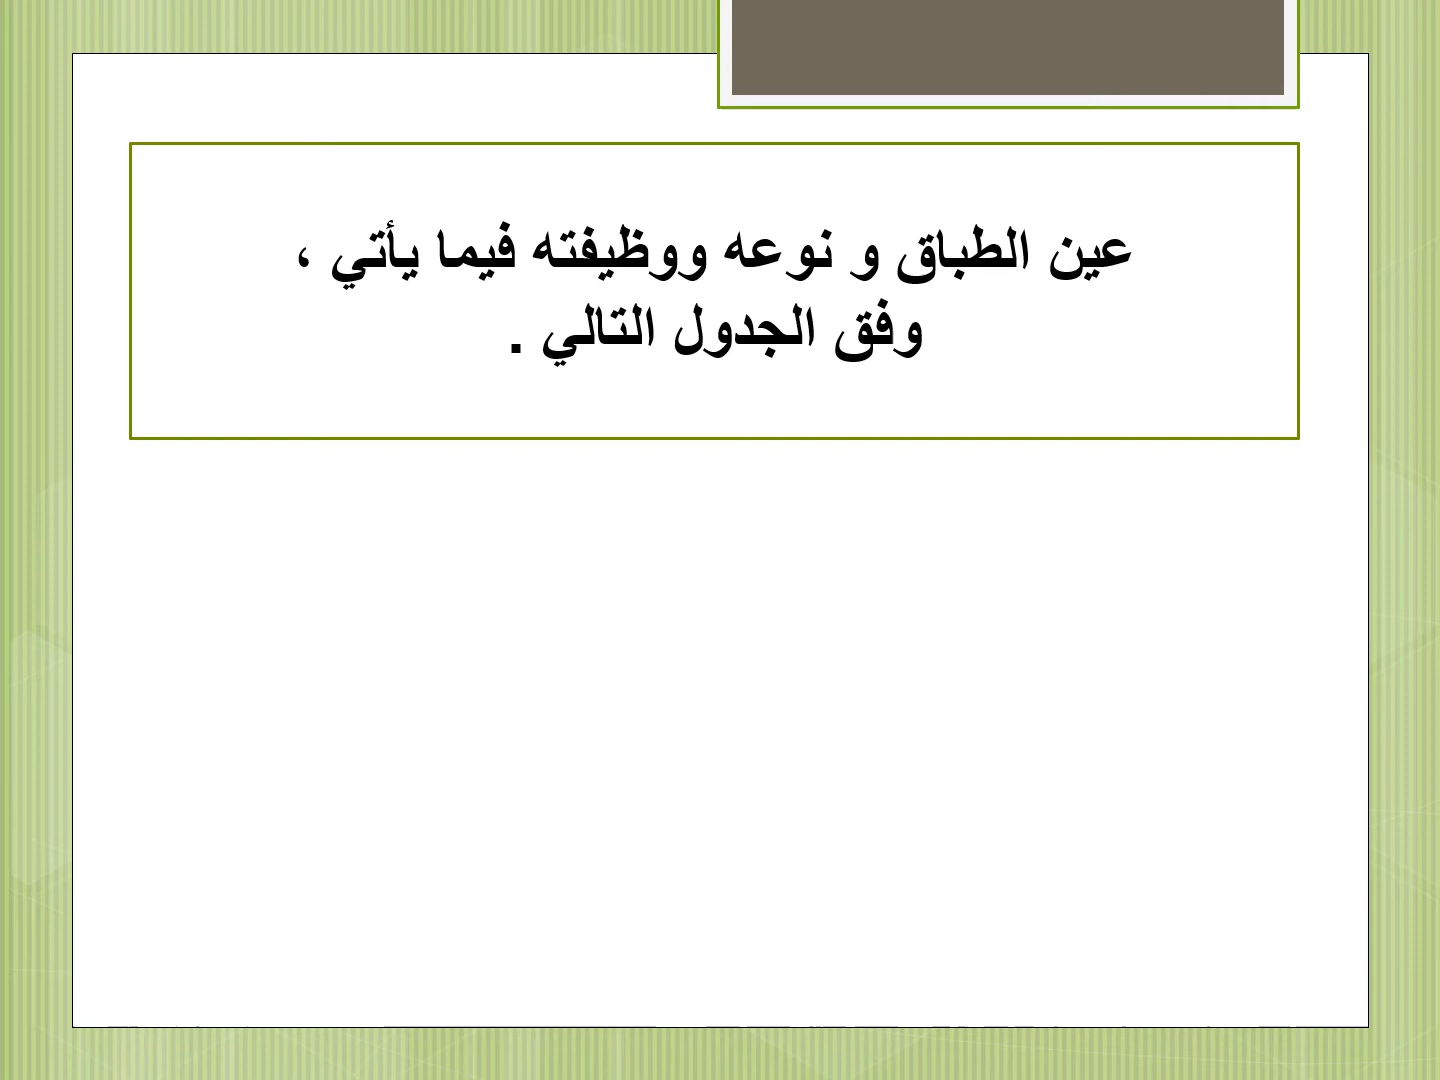 عين الطباق و نوعه ووظيفته فيما يأتي ،
وفق الجدول التالي .